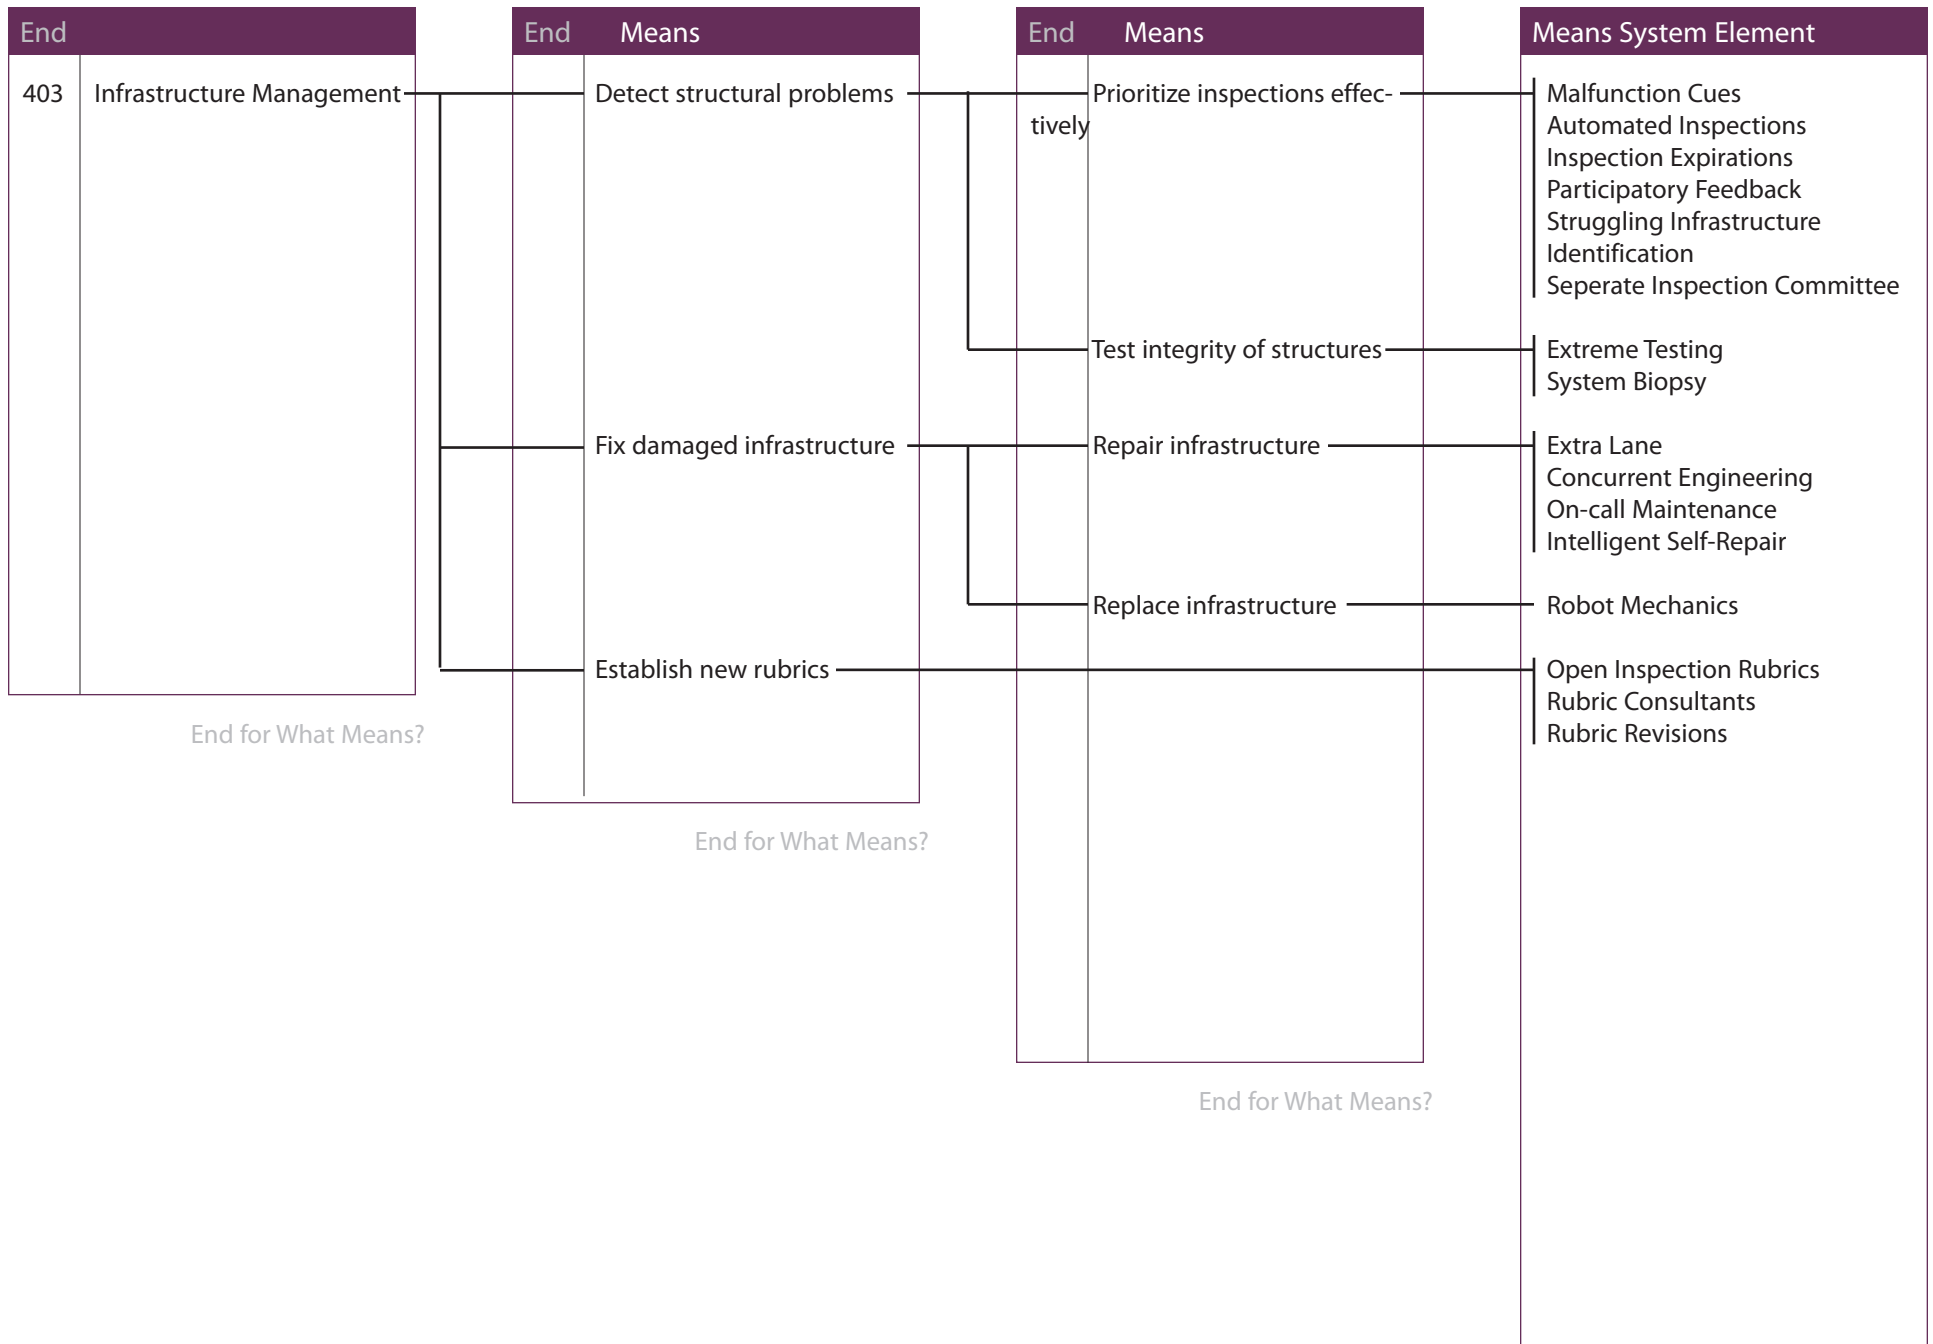 End
End Means
End Means
Means System Element
403 Infrastructure Management
Detect structural problems
Prioritize inspections effec-
tively
Malfunction Cues
Automated Inspections
Inspection Expirations
Participatory Feedback
Struggling Infrastructure
Identification
Seperate Inspection Committee
Test integrity of structures
Extreme Testing
System Biopsy
Fix damaged infrastructure
Repair infrastructure
Extra Lane
Concurrent Engineering
On-call Maintenance
Intelligent Self-Repair
Replace infrastructure
Robot Mechanics
Establish new rubrics
Open Inspection Rubrics
Rubric Consultants
Rubric Revisions
End for What Means?
End for What Means?
End for What Means?